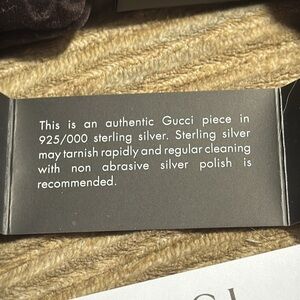 This is an authentic Gucci piece in
925/000 sterling silver. Sterling silver
may tarnish rapidly and regular cleaning
with non abrasive silver polish is
recommended.